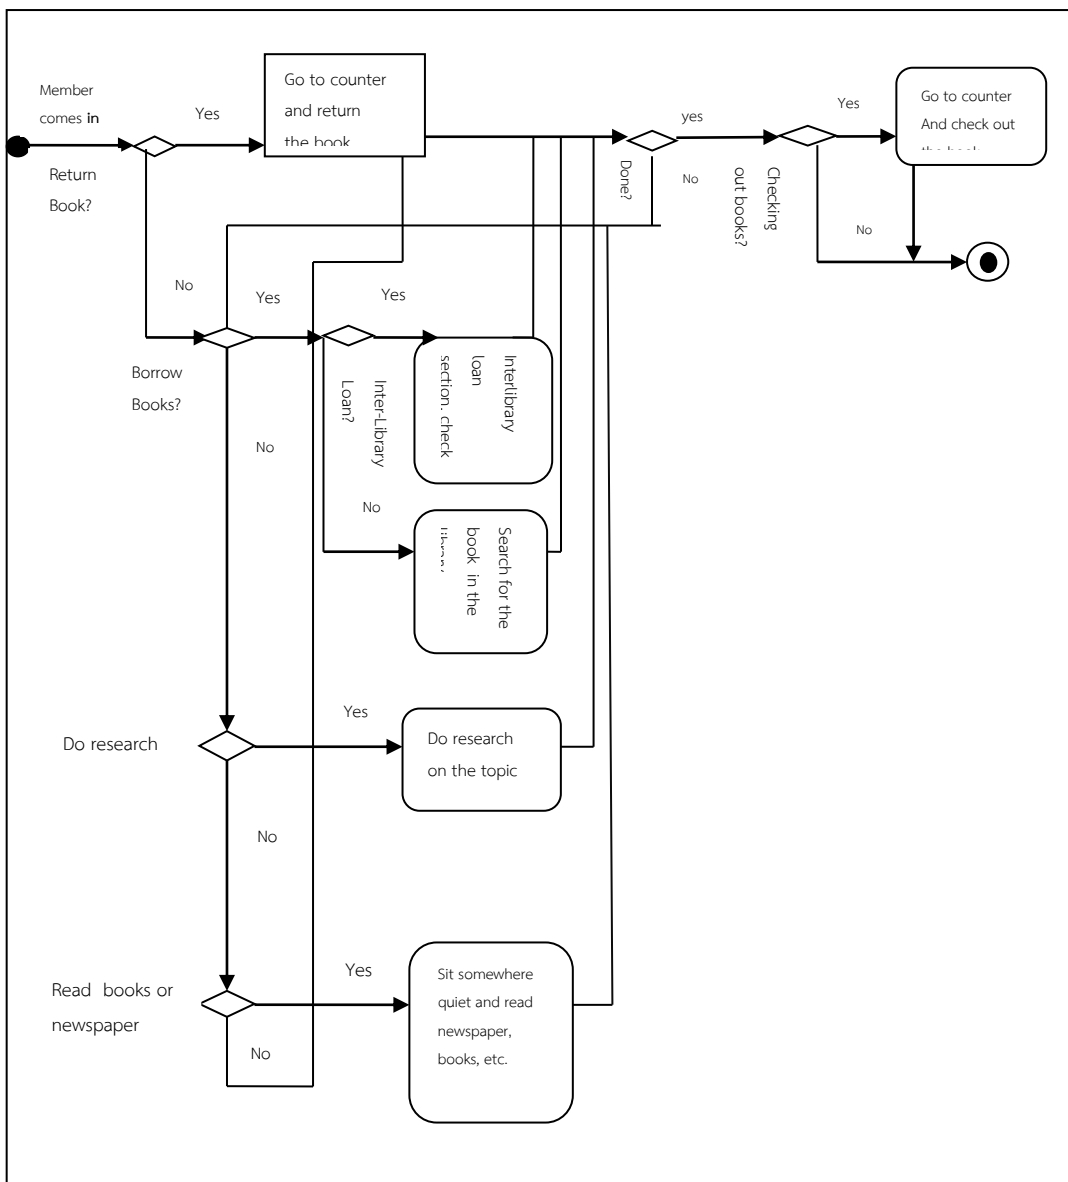 Member
comes in
Return
Book?
Yes
Go to counter
and return
the book
Done?
yes
No
Checking
out books?
Yes
Go to counter
And check out
No
No
Borrow
Books?
Yes
Yes
Inter-Library
Loan?
Interlibrary
loan
section. check
No
No
Search for the
book in the
library
Do research
Yes
Do research
on the topic
No
Read books or
newspaper
Yes
Sit somewhere
quiet and read
newspaper,
books, etc.
No